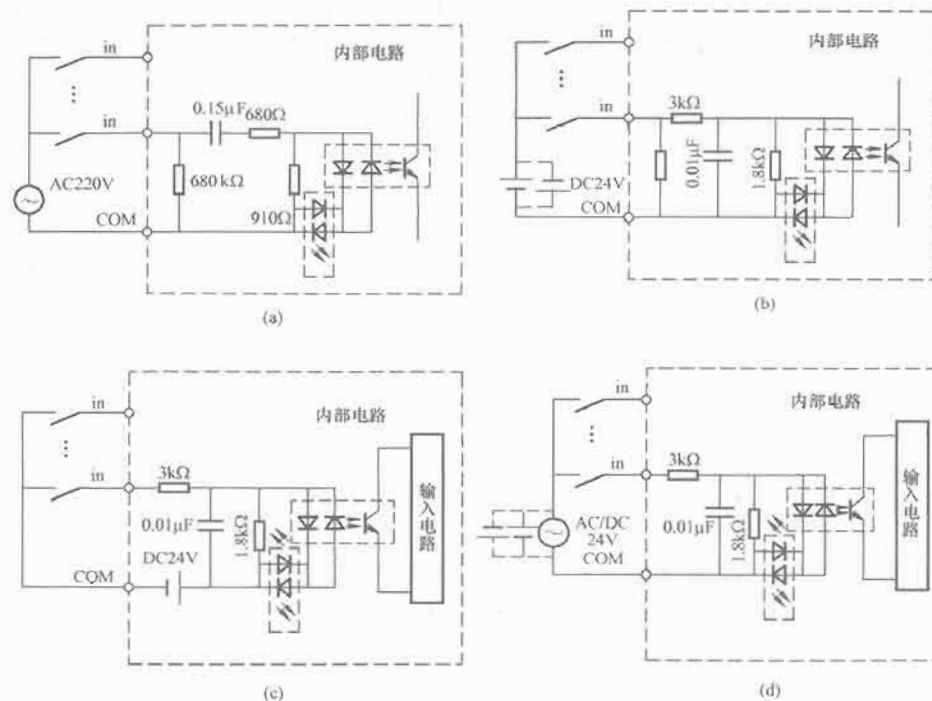 in
内部电路
in
0.15μF
680Ω
680kΩ
AC220V
COM
910Ω
(a)
in
内部电路
in
3kΩ
DC24V
0.01μF
1.8kΩ
COM
(b)
in
内部电路
in
3kΩ
0.01μF
1.8kΩ
DC24V
COM
输入电路
(c)
in
内部电路
in
3kΩ
AC/DC
24V
0.01μF
1.8kΩ
COM
输入电路
(d)